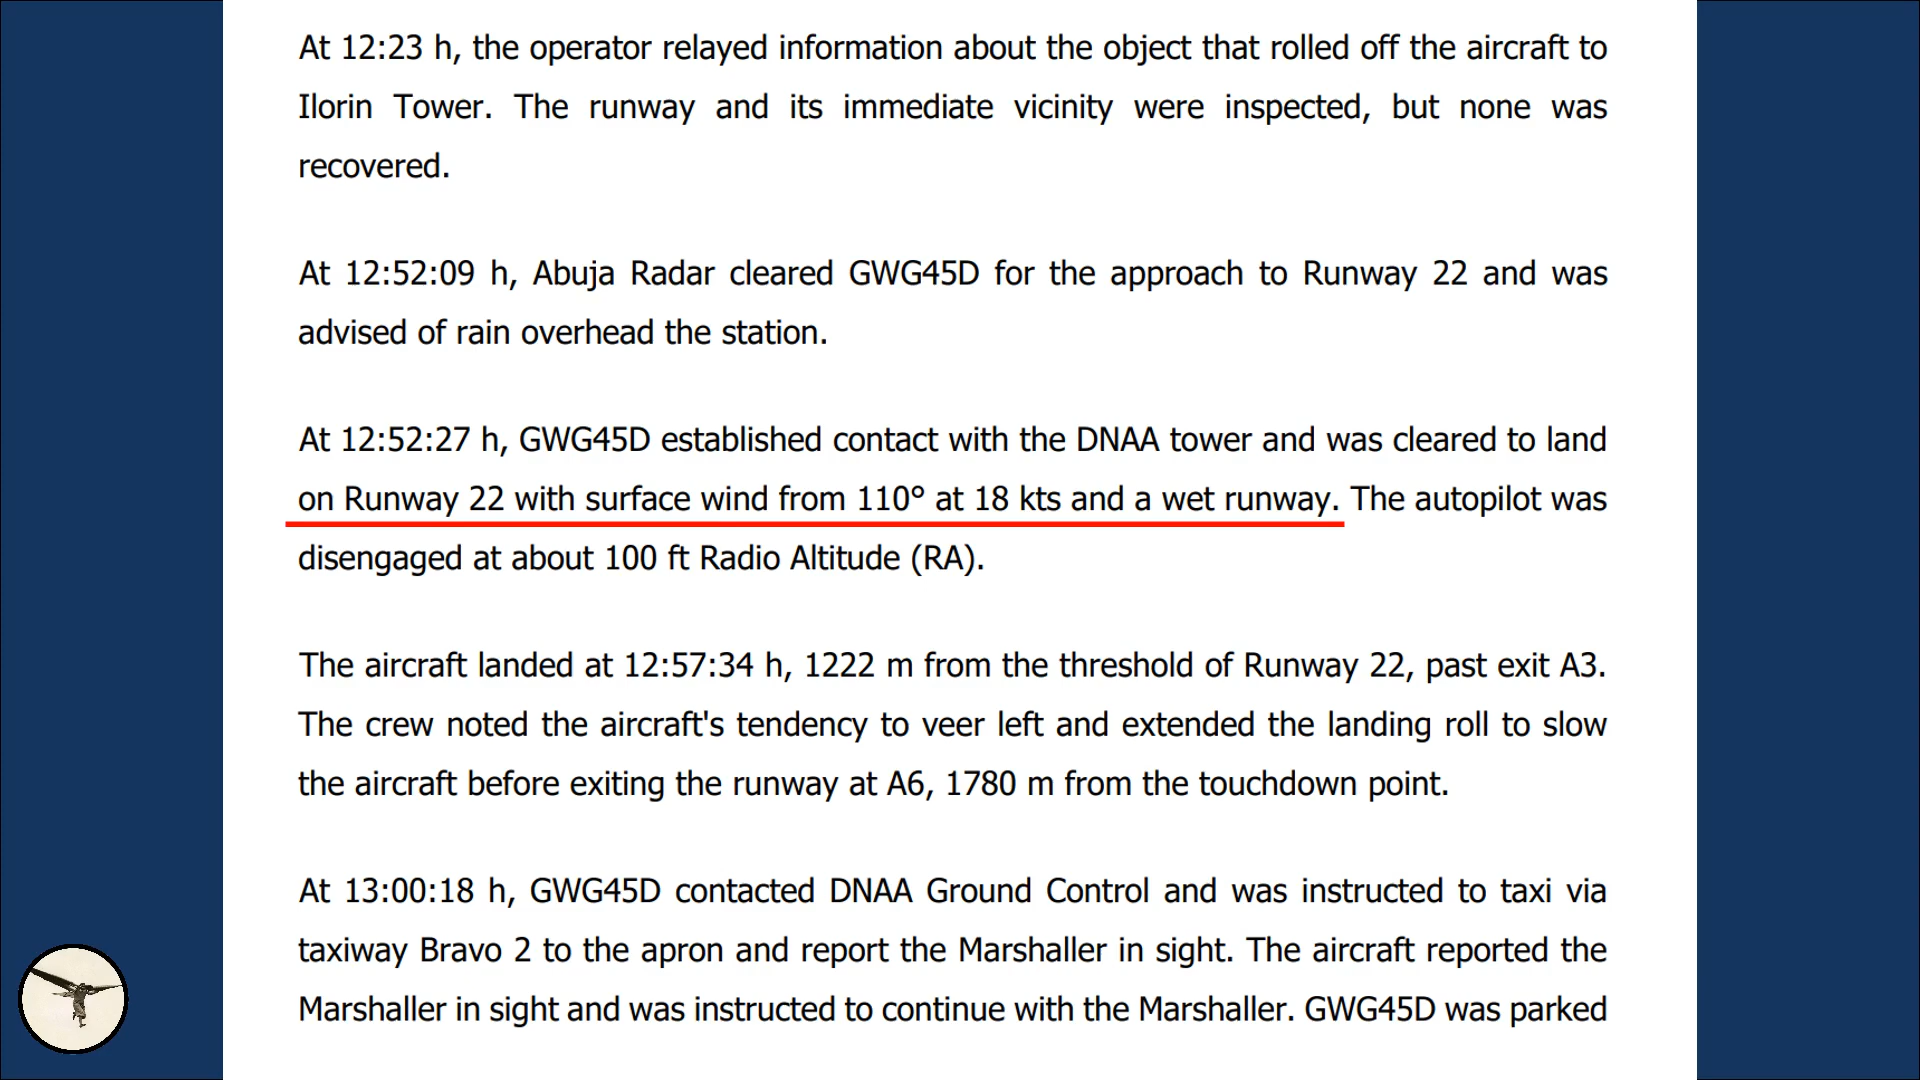 At 12:23 h, the operator relayed information about the object that rolled off the aircraft to
Ilorin Tower. The runway and its immediate vicinity were inspected, but none was
recovered.
At 12:52:09 h, Abuja Radar cleared GWG45D for the approach to Runway 22 and was
advised of rain overhead the station.
At 12:52:27 h, GWG45D established contact with the DNAA tower and was cleared to land
on Runway 22 with surface wind from 110° at 18 kts and a wet runway. The autopilot was
disengaged at about 100 ft Radio Altitude (RA).
The aircraft landed at 12:57:34 h, 1222 m from the threshold of Runway 22, past exit A3.
The crew noted the aircraft's tendency to veer left and extended the landing roll to slow
the aircraft before exiting the runway at A6, 1780 m from the touchdown point.
At 13:00:18 h, GWG45D contacted DNAA Ground Control and was instructed to taxi via
taxiway Bravo 2 to the apron and report the Marshaller in sight. The aircraft reported the
Marshaller in sight and was instructed to continue with the Marshaller. GWG45D was parked